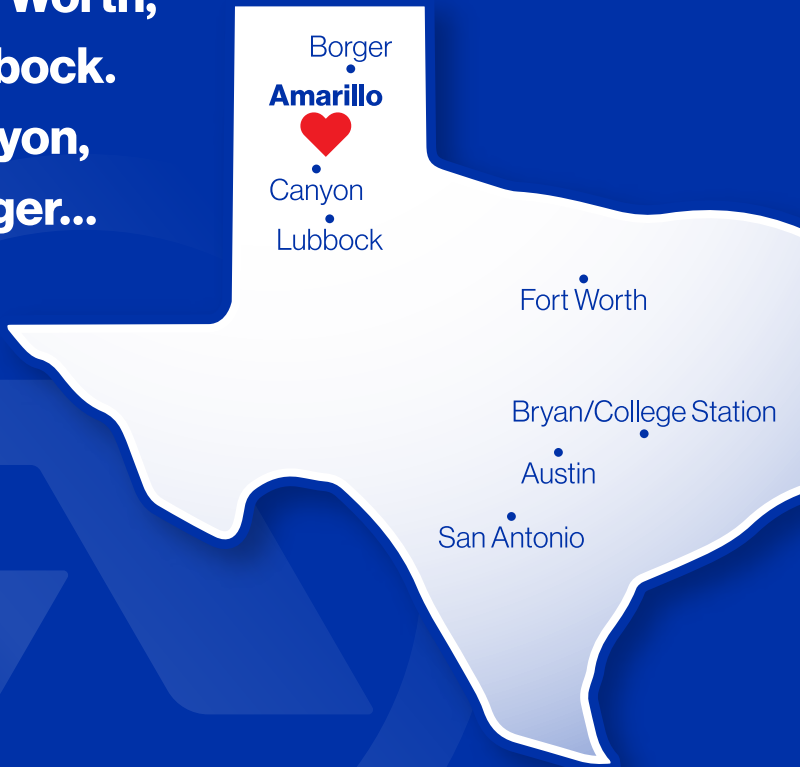 Worth,
bock.
yon,
ger...
Borger
Amarillo
Canyon
Lubbock
Fort Worth
Bryan/College Station
Austin
San Antonio